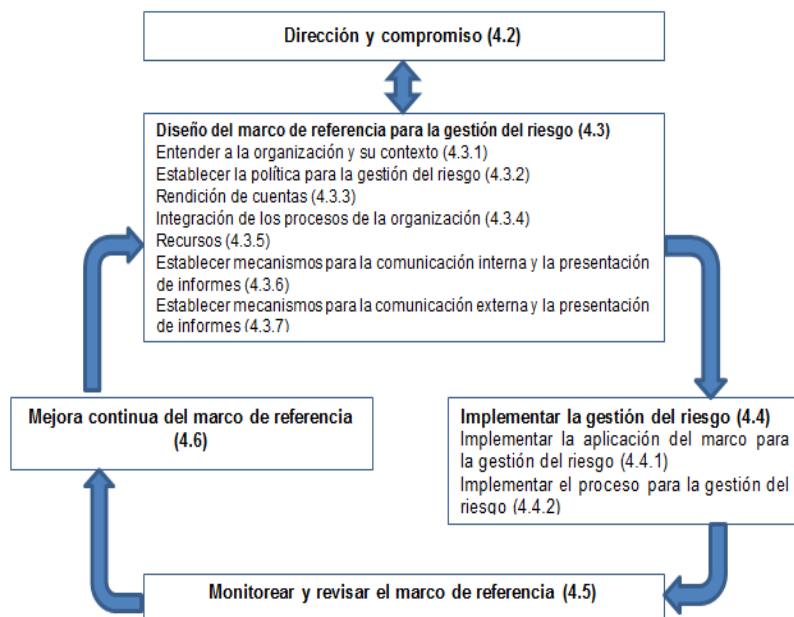 Dirección y compromiso (4.2)
Diseño del marco de referencia para la gestión del riesgo (4.3)
Entender a la organización y su contexto (4.3.1)
Establecer la política para la gestión del riesgo (4.3.2)
Rendición de cuentas (4.3.3)
Integración de los procesos de la organización (4.3.4)
Recursos (4.3.5)
Establecer mecanismos para la comunicación interna y la presentación
de informes (4.3.6)
Establecer mecanismos para la comunicación externa y la presentación
de informes (4.3.7)
Implementar la gestión del riesgo (4.4)
Implementar la aplicación del marco para
la gestión del riesgo (4.4.1)
Implementar el proceso para la gestión del
riesgo (4.4.2)
Monitorear y revisar el marco de referencia (4.5)
Mejora continua del marco de referencia
(4.6)